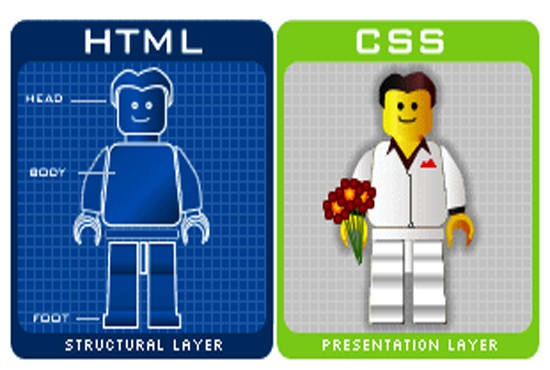 HTML
HEAD
BODY
FOOT
STRUCTURAL LAYER
CSS
PRESENTATION LAYER